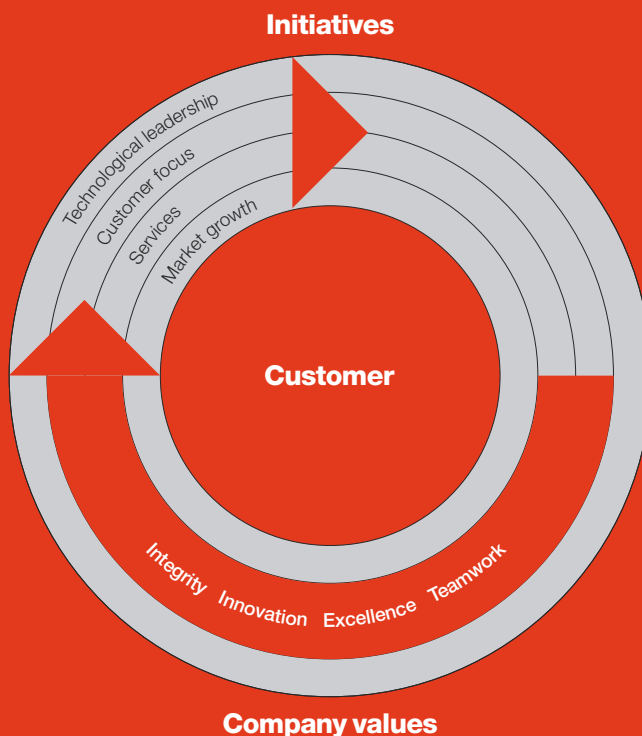 Initiatives
Technological leadership
Customer focus
Services
Market growth
Customer
Integrity Innovation Excellence Teamwork
Company values